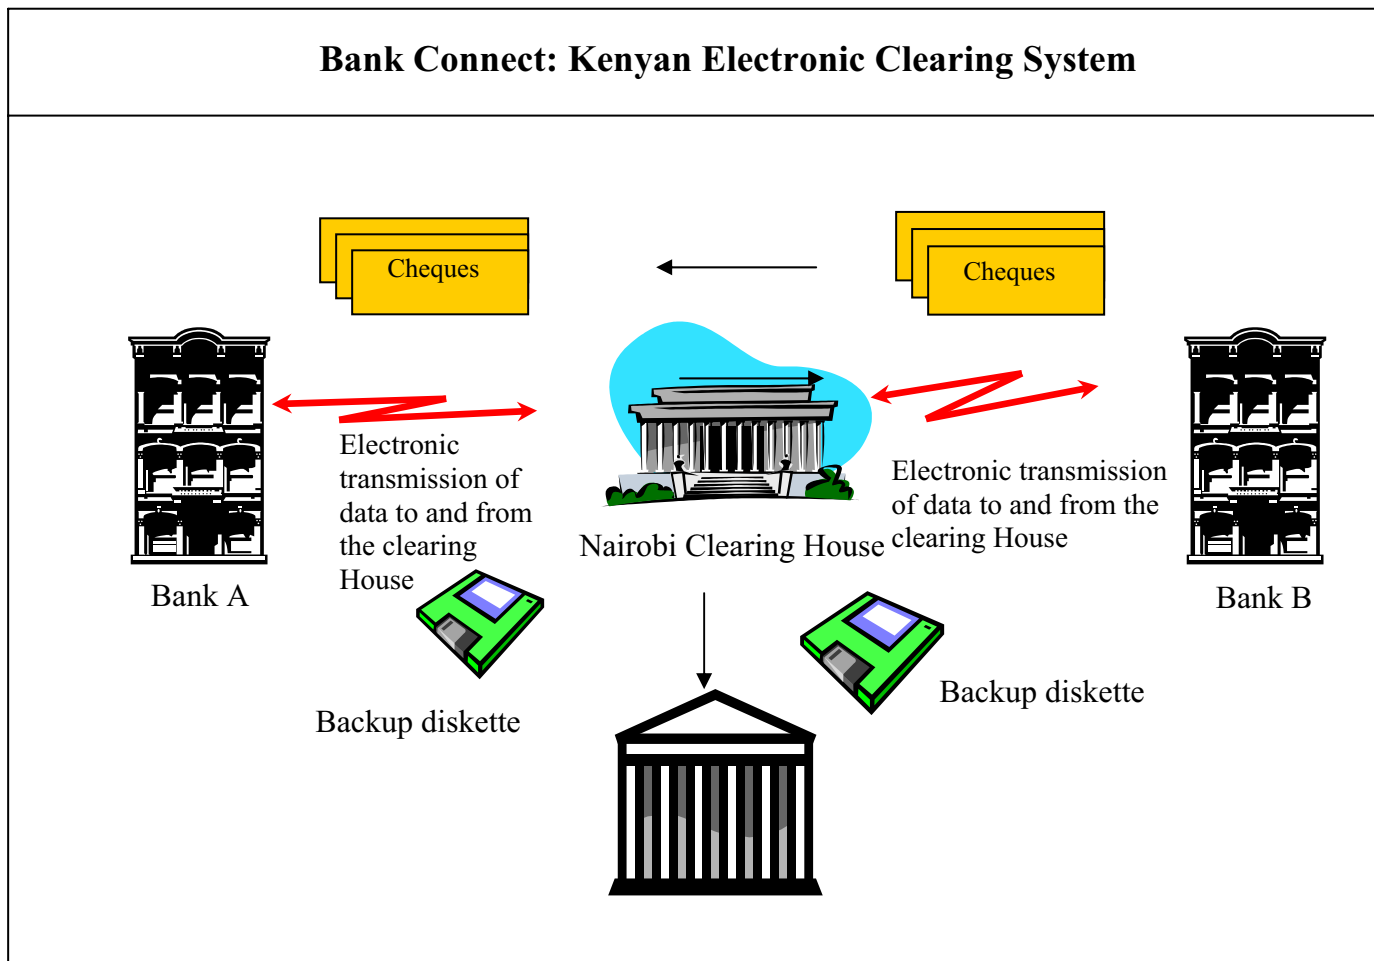 Bank Connect: Kenyan Electronic Clearing System
Cheques
Cheques
Electronic
transmission of
data to and from
the clearing
House
Electronic transmission
of data to and from the
clearing House
Nairobi Clearing House
Bank A
Bank B
Backup diskette
Backup diskette